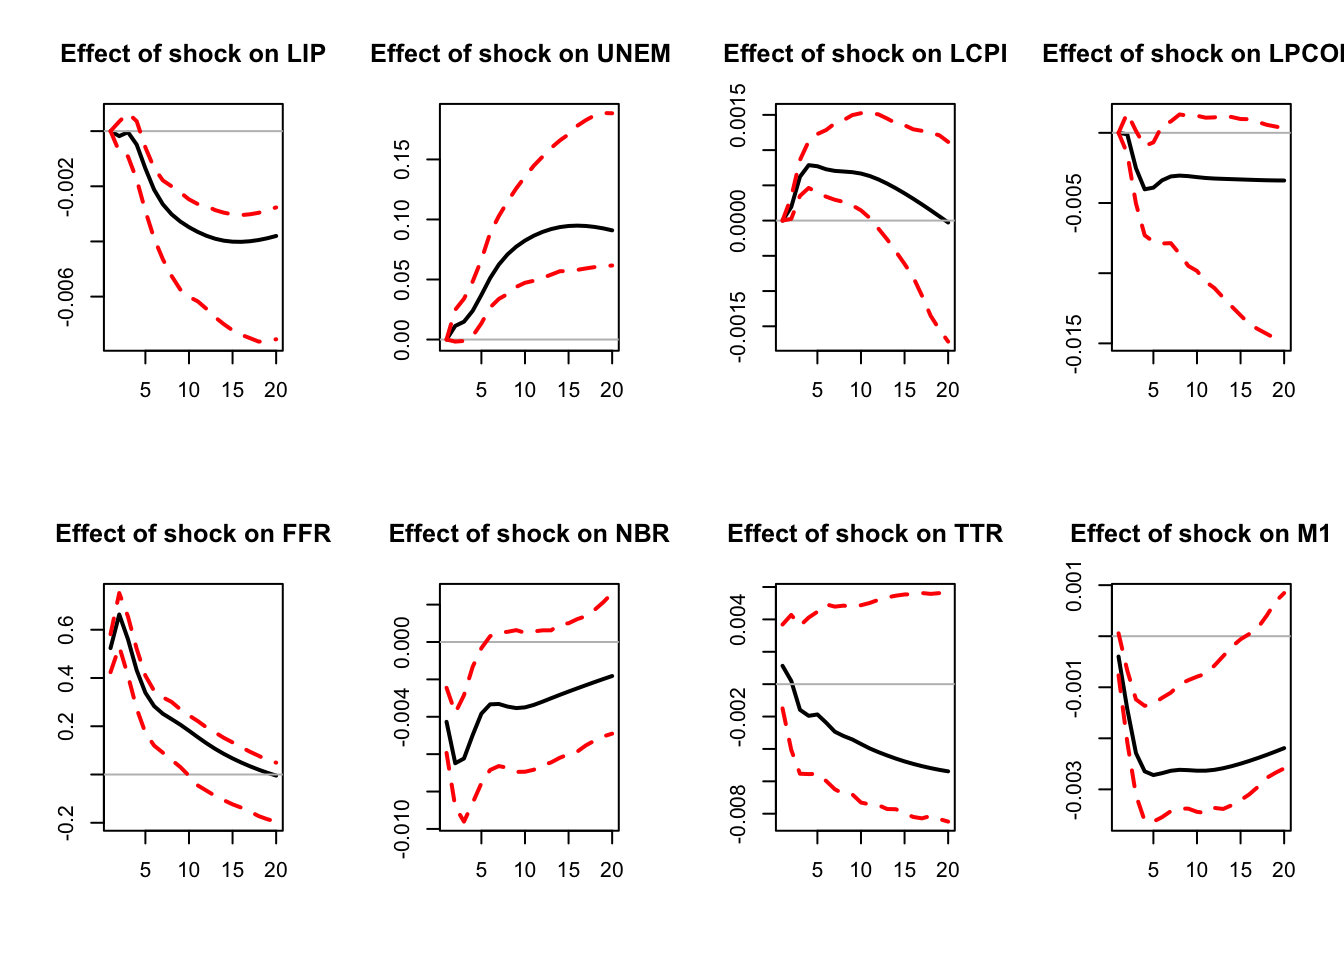 Effect of shock on LIP
Effect of shock on UNEM
Effect of shock on LCPI
Effect of shock on LPCO
-0.002
-0.006
5 10 15 20
0.15
0.10
0.05
0.00
5 10 15 20
0.0015
0.0000
-0.0015
5 10 15 20
-0.005
-0.015
5 10 15 20
Effect of shock on FFR
Effect of shock on NBR
Effect of shock on TTR
Effect of shock on M1
0.6
0.4
0.2
-0.2
5 10 15 20
0.000
-0.004
-0.010
5 10 15 20
0.004
-0.002
-0.008
5 10 15 20
0.001
-0.001
-0.003
5 10 15 20